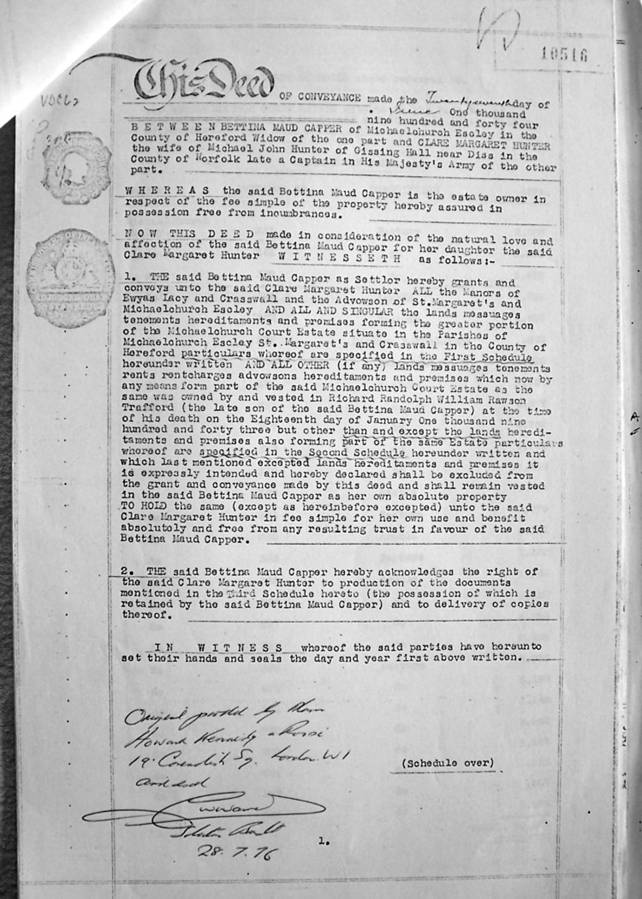 10516
This Deed OF CONVEYANCE made the Twentyseventh day of
June One thousand
nine hundred and forty four
B E T W E E N BETTINA MAUD CAPPER of Michaelchurch Escley in the
County of Hereford Widow of the one part and CLARE MARGARET HUNTER
the wife of Michael John Hunter of Gissing Hall near Diss in the
County of Norfolk late a Captain in His Majesty's Army of the other
part.
W H E R E A S the said Bettina Maud Capper is the estate owner in
respect of the fee simple of the property hereby assured in
possession free from incumbrances.
NOW THIS DEED made in consideration of the natural love and
affection of the said Bettina Maud Capper for her daughter the said
Clare Margaret Hunter W I T N E S S E T H as follows:-
1. THE said Bettina Maud Capper as Settlor hereby grants and
conveys unto the said Clare Margaret Hunter ALL the Manors of
Ewyas Lacy and Crasswall and the Advowson of St.Margaret's and
Michaelchurch Escley AND ALL AND SINGULAR the lands messuages
tenements hereditaments and premises forming the greater portion
of the Michaelchurch Court Estate situate in the Parishes of
Michaelchurch Escley St. Margaret's and Crasswall in the County of
Hereford particulars whereof are specified in the First Schedule
hereunder written AND ALL OTHER (if any) lands messuages tenements
rents rentcharges advowsons hereditaments and premises which now by
any means form part of the said Michaelchurch Court Estate as the
same was owned by and vested in Richard Randolph William Rawson
Trafford (the late son of the said Bettina Maud Capper) at the time
of his death on the Eighteenth day of January One thousand nine
hundred and forty three but other than and except the lands heredi-
taments and premises also forming part of the same Estate particulars
whereof are specified in the Second Schedule hereunder written and
which last mentioned excepted lands hereditaments and premises it
is expressly intended and hereby declared shall be excluded from
the grant and conveyance made by this deed and shall remain vested
in the said Bettina Maud Capper as her own absolute property
TO HOLD the same (except as hereinbefore excepted) unto the said
Clare Margaret Hunter in fee simple for her own use and benefit
absolutely and free from any resulting trust in favour of the said
Bettina Maud Capper.
2. THE said Bettina Maud Capper hereby acknowledges the right of
the said Clare Margaret Hunter to production of the documents
mentioned in the Third Schedule hereto (the possession of which is
retained by the said Bettina Maud Capper) and to delivery of copies
thereof.
I N W I T N E S S whereof the said parties have hereunto
set their hands and seals the day and year first above written.
Original
Howard Kennedy & Rossi
19 Cavendish Sq. London W1
(Schedule over)
28.7.76
1.